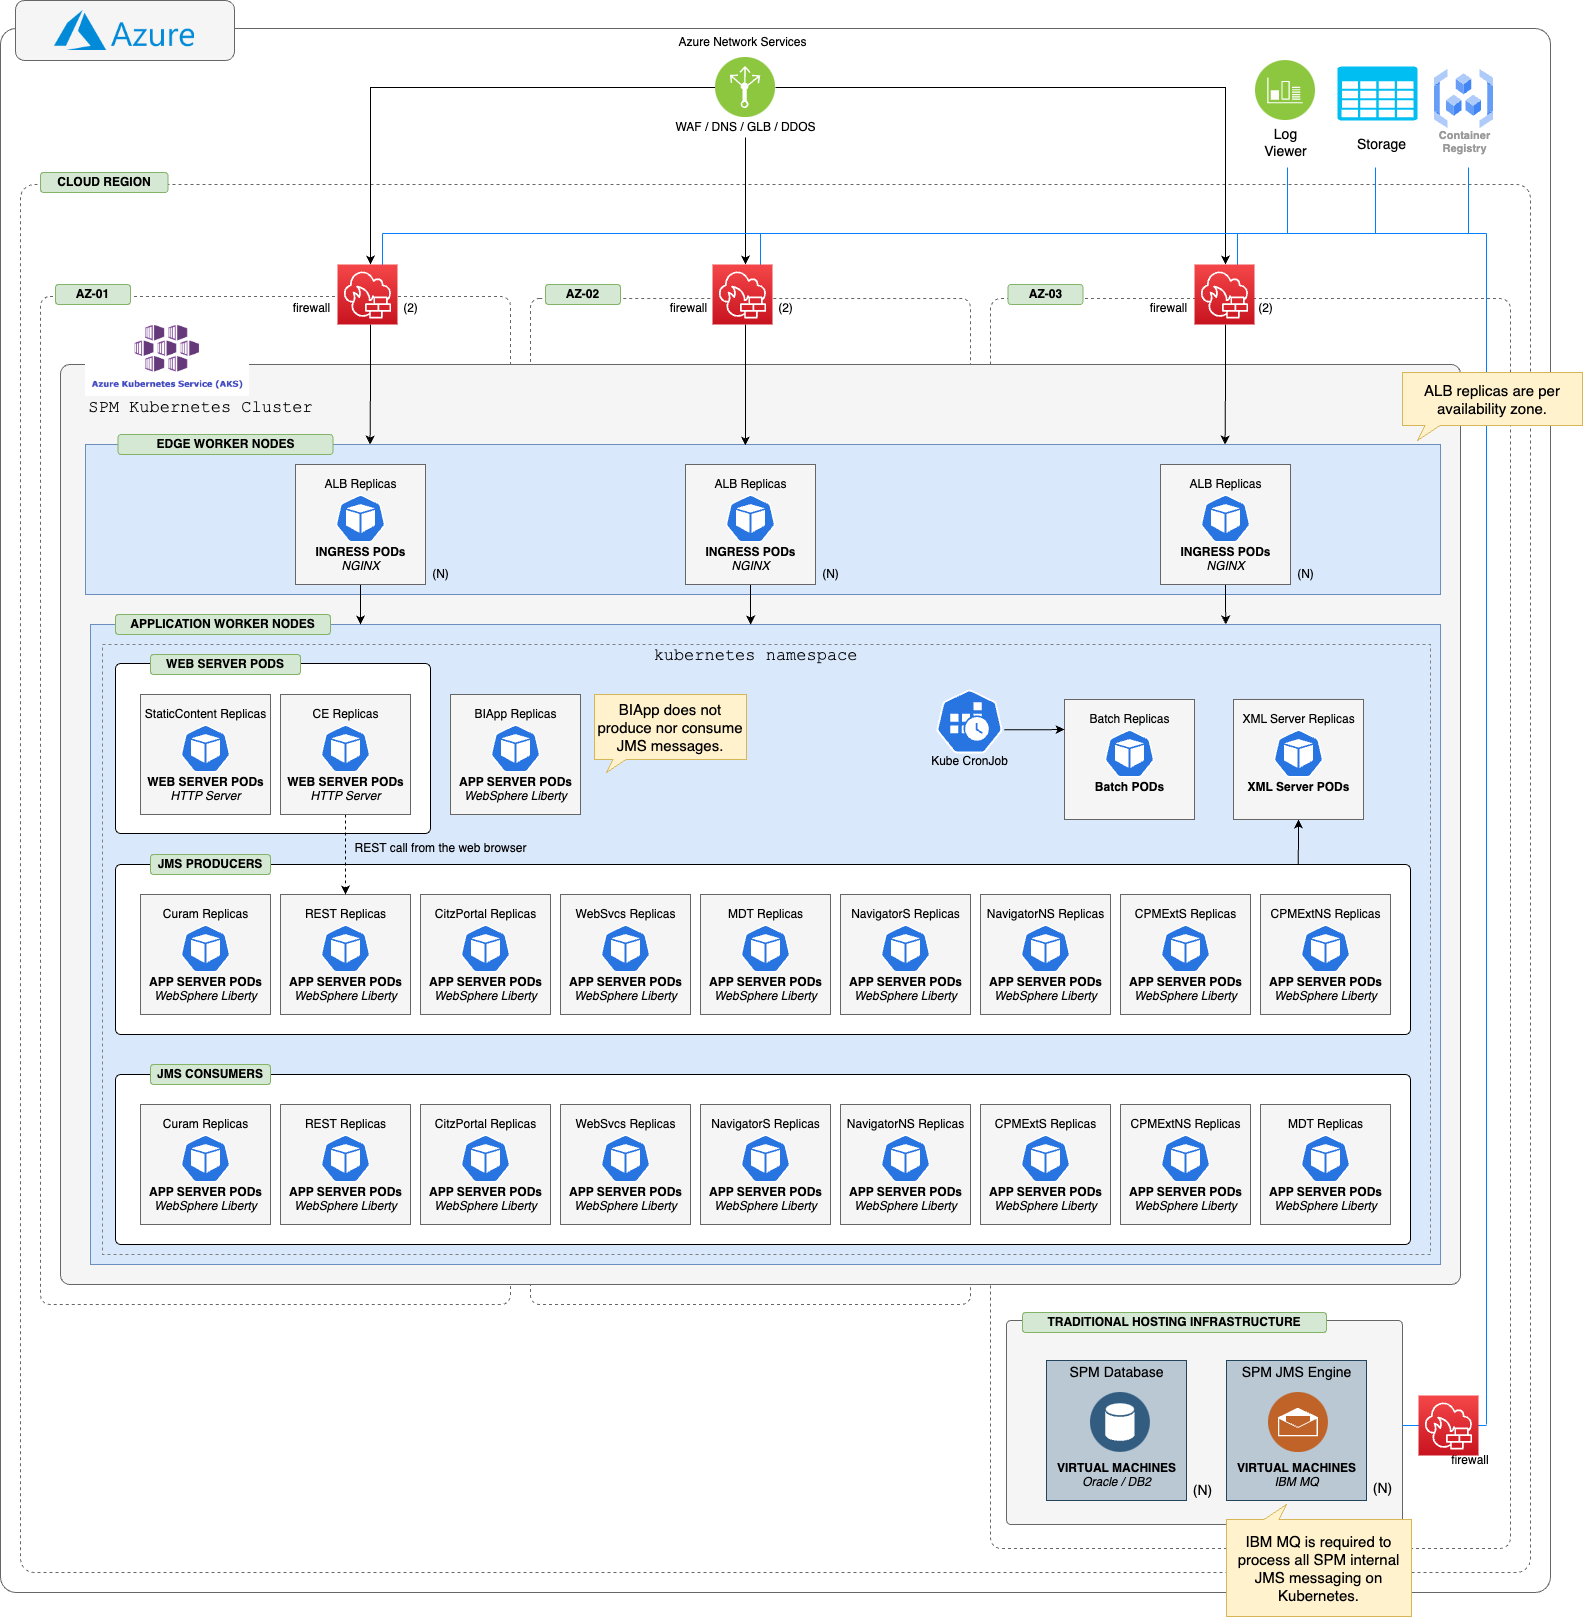 Azure
Azure Network Services
WAF / DNS / GLB / DDOS
Log
Viewer
Storage
Container
Registry
CLOUD REGION
AZ-01
firewall
(2)
AZ-02
firewall
(2)
AZ-03
firewall
(2)
Azure Kubernetes Service (AKS)
SPM Kubernetes Cluster
ALB replicas are per
availability zone.
EDGE WORKER NODES
ALB Replicas
INGRESS PODs
NGINX
(N)
ALB Replicas
INGRESS PODs
NGINX
(N)
ALB Replicas
INGRESS PODs
NGINX
(N)
APPLICATION WORKER NODES
kubernetes namespace
WEB SERVER PODS
StaticContent Replicas
WEB SERVER PODs
HTTP Server
CE Replicas
WEB SERVER PODs
HTTP Server
BIApp Replicas
APP SERVER PODs
WebSphere Liberty
BIApp does not
produce nor consume
JMS messages.
Kube CronJob
Batch Replicas
Batch PODs
XML Server Replicas
XML Server PODs
REST call from the web browser
JMS PRODUCERS
Curam Replicas
APP SERVER PODs
WebSphere Liberty
REST Replicas
APP SERVER PODs
WebSphere Liberty
CitzPortal Replicas
APP SERVER PODs
WebSphere Liberty
WebSvcs Replicas
APP SERVER PODs
WebSphere Liberty
MDT Replicas
APP SERVER PODs
WebSphere Liberty
NavigatorS Replicas
APP SERVER PODs
WebSphere Liberty
NavigatorNS Replicas
APP SERVER PODs
WebSphere Liberty
CPMExtS Replicas
APP SERVER PODs
WebSphere Liberty
CPMExtNS Replicas
APP SERVER PODs
WebSphere Liberty
JMS CONSUMERS
Curam Replicas
APP SERVER PODs
WebSphere Liberty
REST Replicas
APP SERVER PODs
WebSphere Liberty
CitzPortal Replicas
APP SERVER PODs
WebSphere Liberty
WebSvcs Replicas
APP SERVER PODs
WebSphere Liberty
NavigatorS Replicas
APP SERVER PODs
WebSphere Liberty
NavigatorNS Replicas
APP SERVER PODs
WebSphere Liberty
CPMExtS Replicas
APP SERVER PODs
WebSphere Liberty
CPMExtNS Replicas
APP SERVER PODs
WebSphere Liberty
MDT Replicas
APP SERVER PODs
WebSphere Liberty
TRADITIONAL HOSTING INFRASTRUCTURE
SPM Database
VIRTUAL MACHINES
Oracle / DB2
(N)
SPM JMS Engine
VIRTUAL MACHINES
IBM MQ
(N)
firewall
IBM MQ is required to
process all SPM internal
JMS messaging on
Kubernetes.